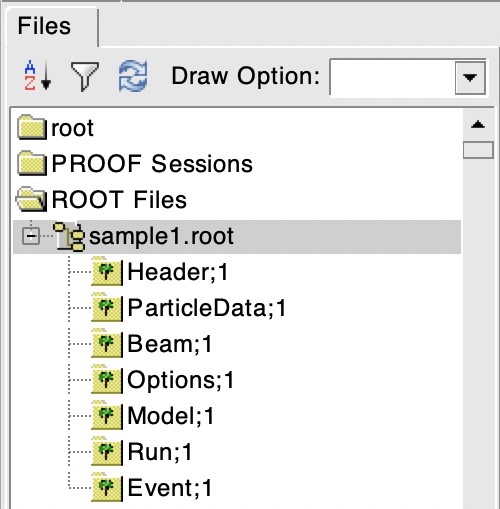 Files
A Z Draw Option:
root
PROOF Sessions
ROOT Files
sample1.root
Header;1
ParticleData;1
Beam;1
Options;1
Model;1
Run;1
Event;1